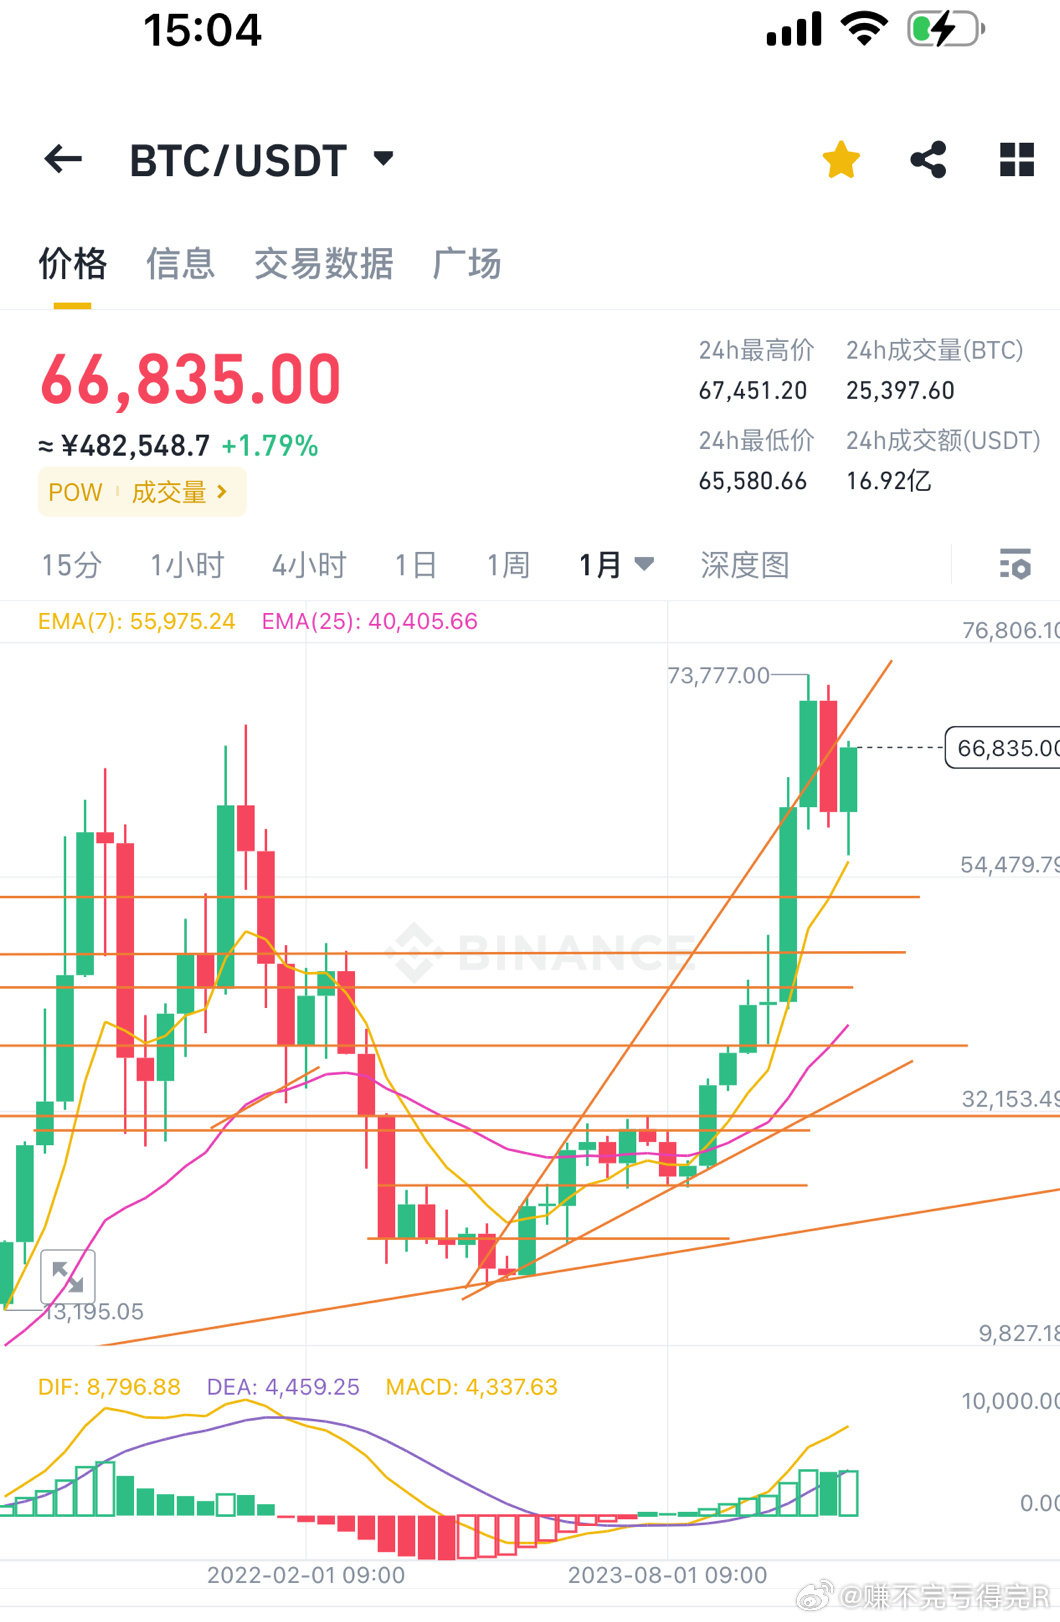 15:04
BTC/USDT
价格 信息 交易数据 广场
66,835.00
≈ ¥482,548.7 +1.79%
POW 成交量
24h最高价 24h成交量(BTC)
67,451.20 25,397.60
24h最低价 24h成交额(USDT)
65,580.66 16.92亿
15分 1小时 4小时 1日 1周 1月 深度图
EMA(7): 55,975.24 EMA(25): 40,405.66
76,806.10
73,777.00
66,835.00
54,479.79
BINANCE
32,153.49
13,195.05
9,827.18
DIF: 8,796.88 DEA: 4,459.25 MACD: 4,337.63
10,000.00
0.00
2022-02-01 09:00 2023-08-01 09:00
@赚不完亏得完R